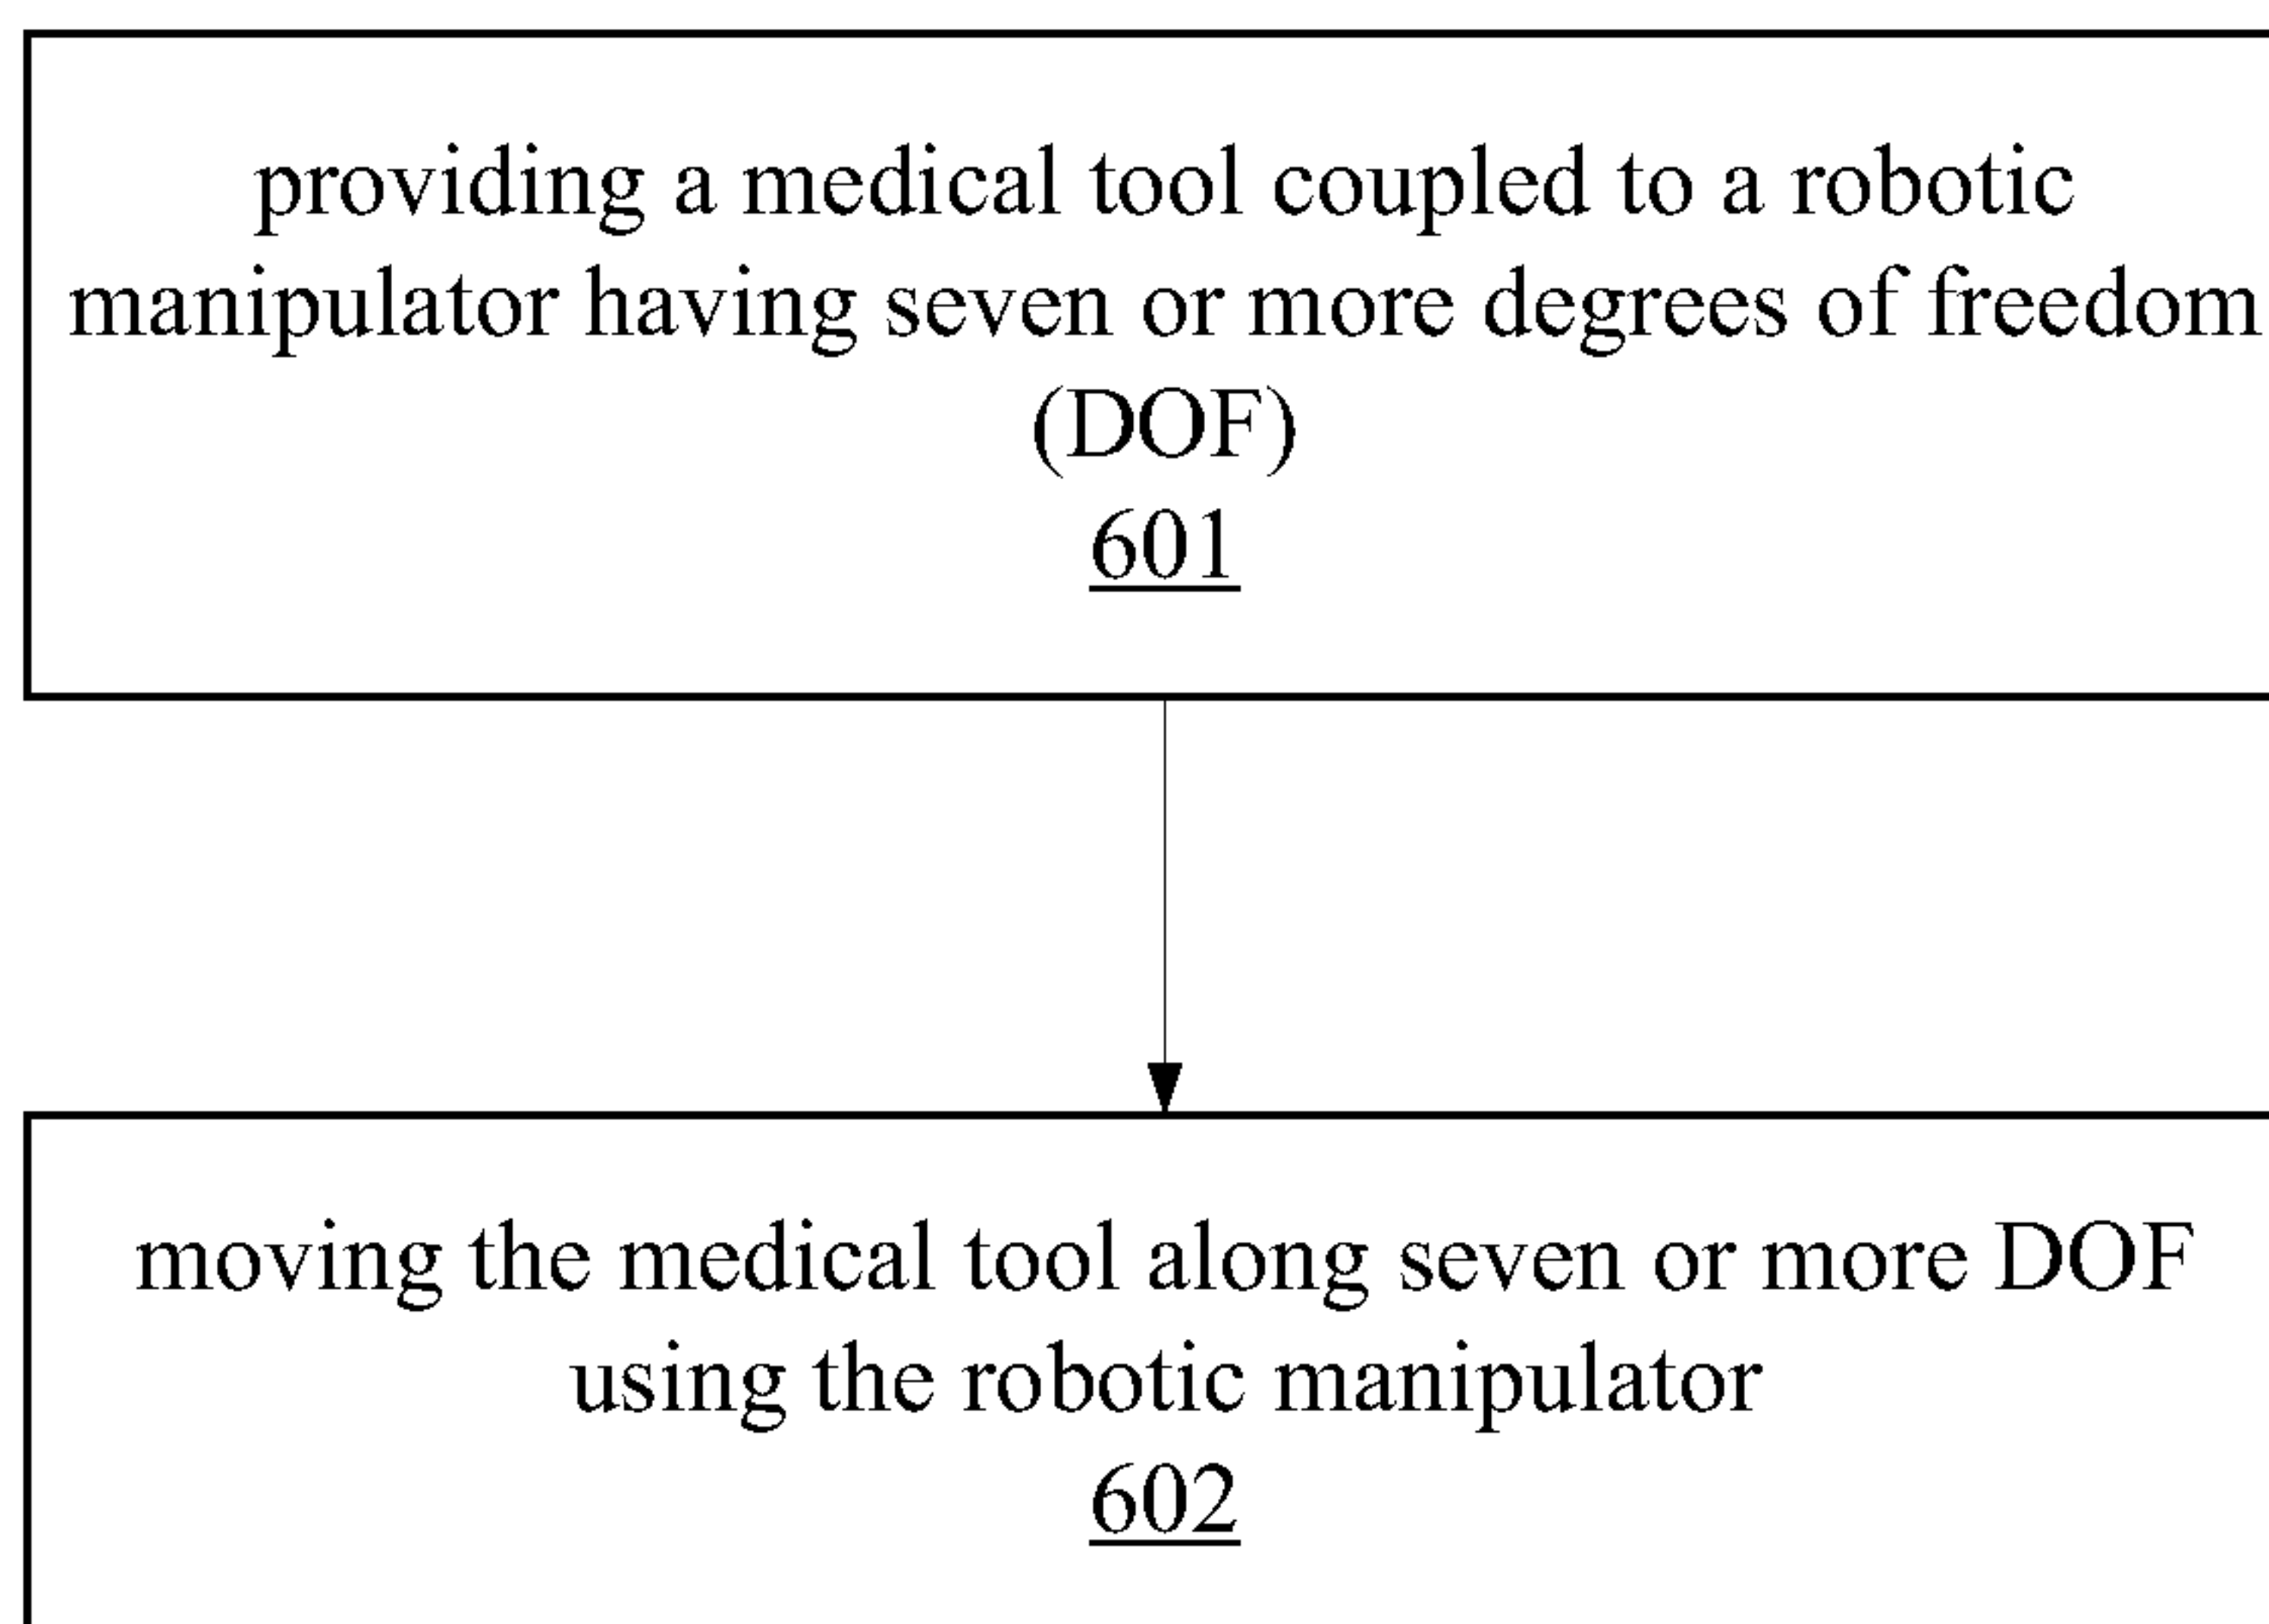 providing a medical tool coupled to a robotic
manipulator having seven or more degrees of freedom
(DOF)
601
moving the medical tool along seven or more DOF
using the robotic manipulator
602